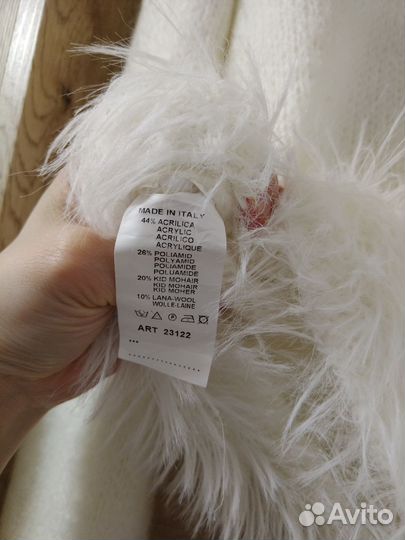 MADE IN ITALY
44% ACRILICA
ACRYLIC
ACRILICO
ACRYLIQUE
26% POLIAMID
POLYAMID
POLIAMIDE
POLUAMIDE
20% KID MOHAIR
KID MOHAIR
KID MOHER
10% LANA-WOOL
WOLLE-LAINE
ART 23122
...
..................
Avito